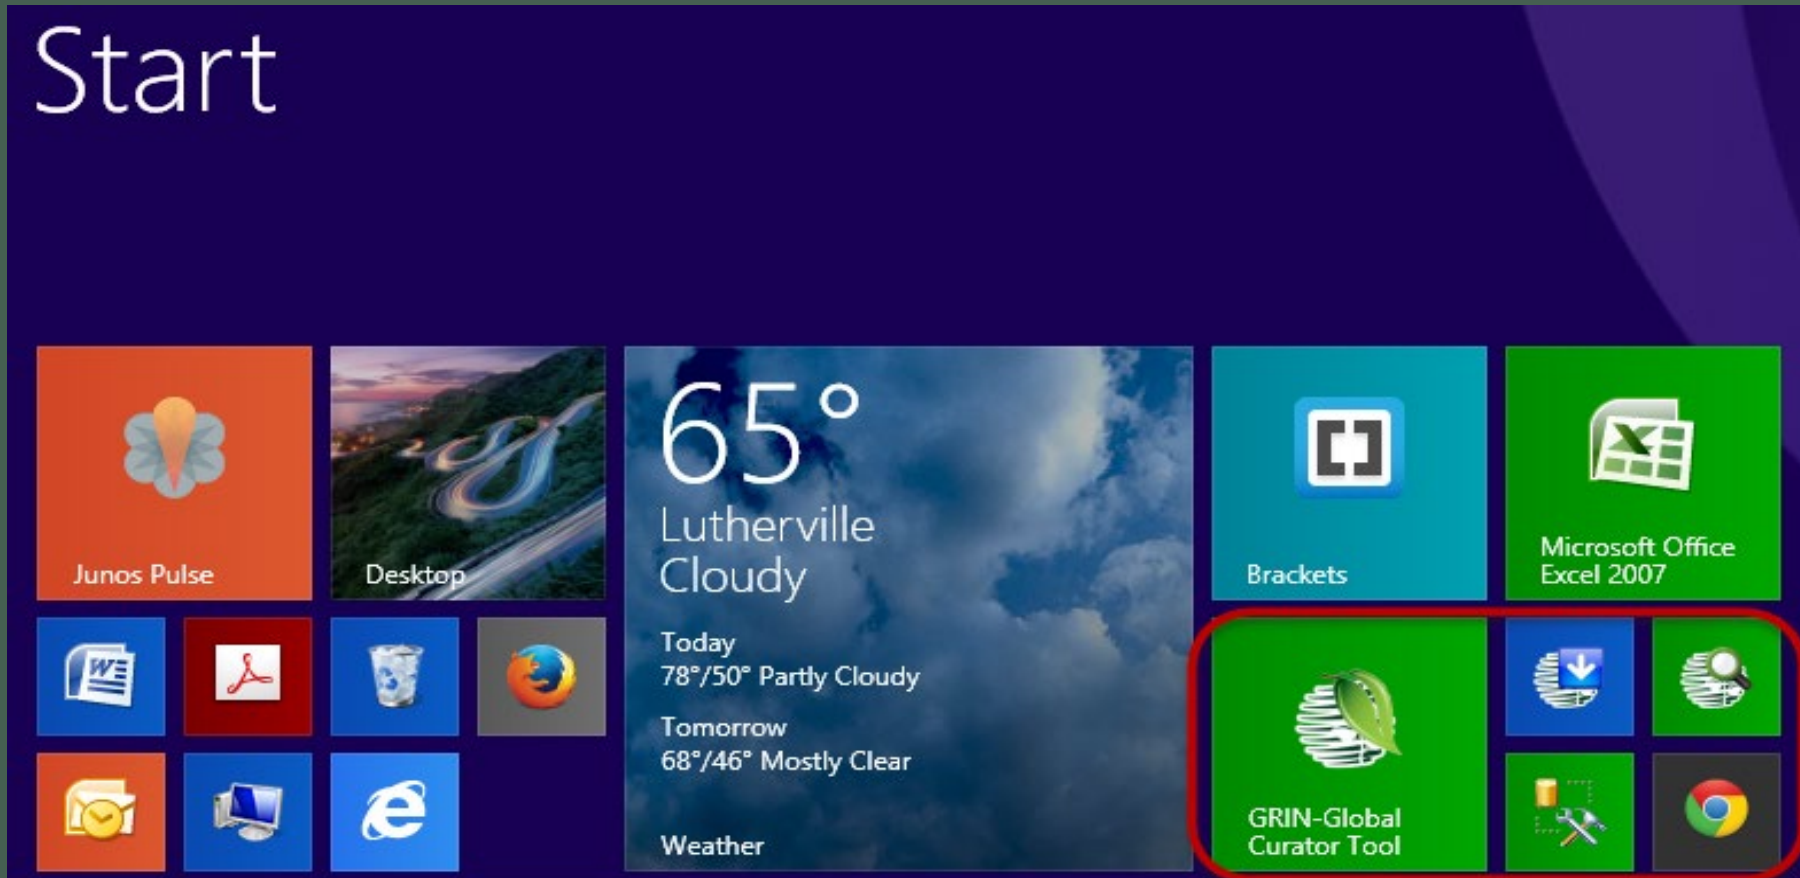 Start
Junos Pulse
Desktop
65°
Lutherville
Cloudy
Today
78°/50° Partly Cloudy
Tomorrow
68°/46° Mostly Clear
Weather
Brackets
Microsoft Office
Excel 2007
GRIN-Global
Curator Tool